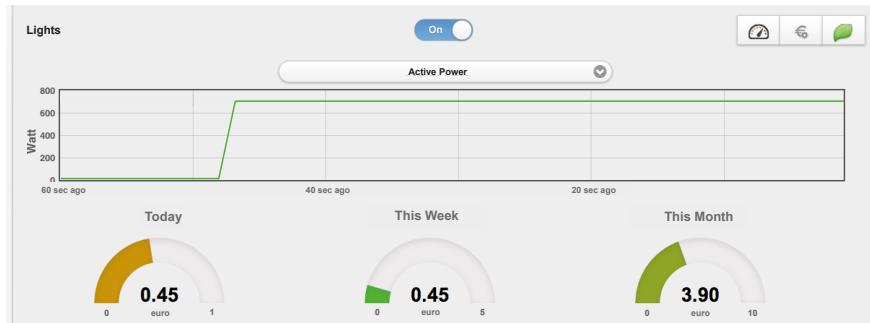 Lights
On
Active Power
800
600
400
200
0
Watt
60 sec ago 40 sec ago 20 sec ago
Today This Week This Month
0.45 0.45 3.90
0 euro 1 0 euro 5 0 euro 10